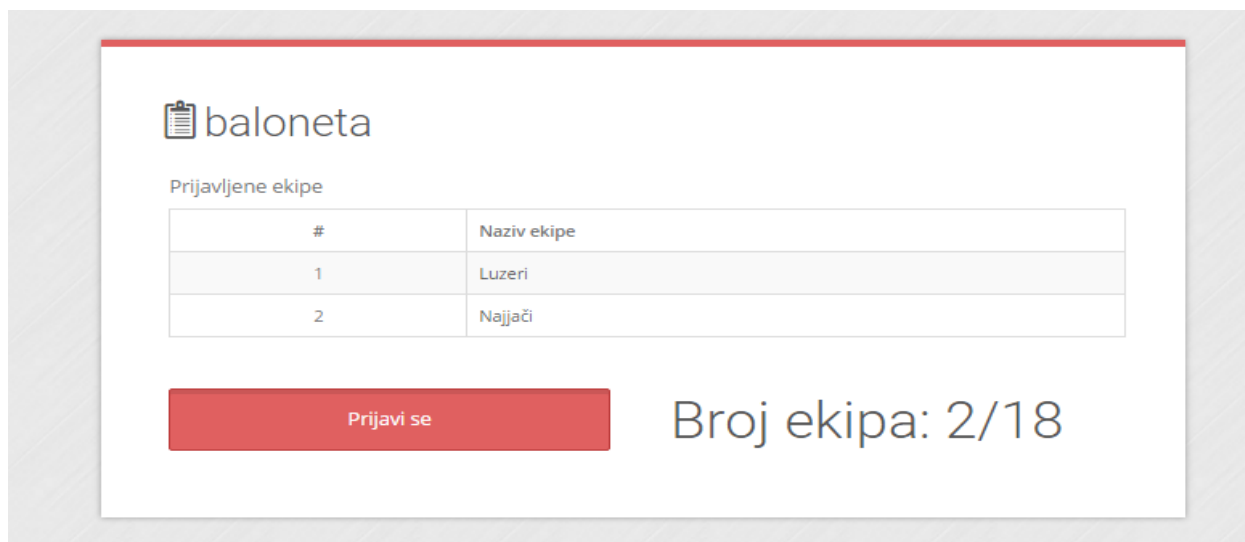 baloneta
Prijavljene ekipe
# Naziv ekipe
1 Luzeri
2 Najjači
Prijavi se
Broj ekipa: 2/18